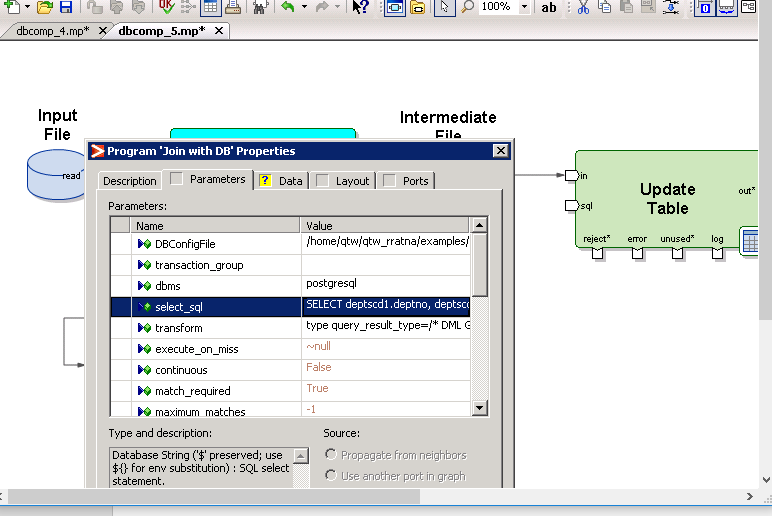 100%
ab
dbcomp_4.mp*
dbcomp_5.mp*
Input
File
read
Intermediate
File
Program 'Join with DB' Properties
Description
Parameters
? Data
Layout
Ports
Parameters:
Name Value
DBConfigFile /home/qtw/qtw_rratna/examples/
transaction_group
dbms postgresql
select_sql SELECT deptscd1.deptno, deptscd
transform type query_result_type=/* DML G
execute_on_miss ~null
continuous False
match_required True
maximum_matches -1
Type and description:
Source:
Database String ('$' preserved; use
${} for env substitution) : SQL select
statement.
Propagate from neighbors
Use another port in graph
in
sql
Update
Table
out*
reject* error unused* log